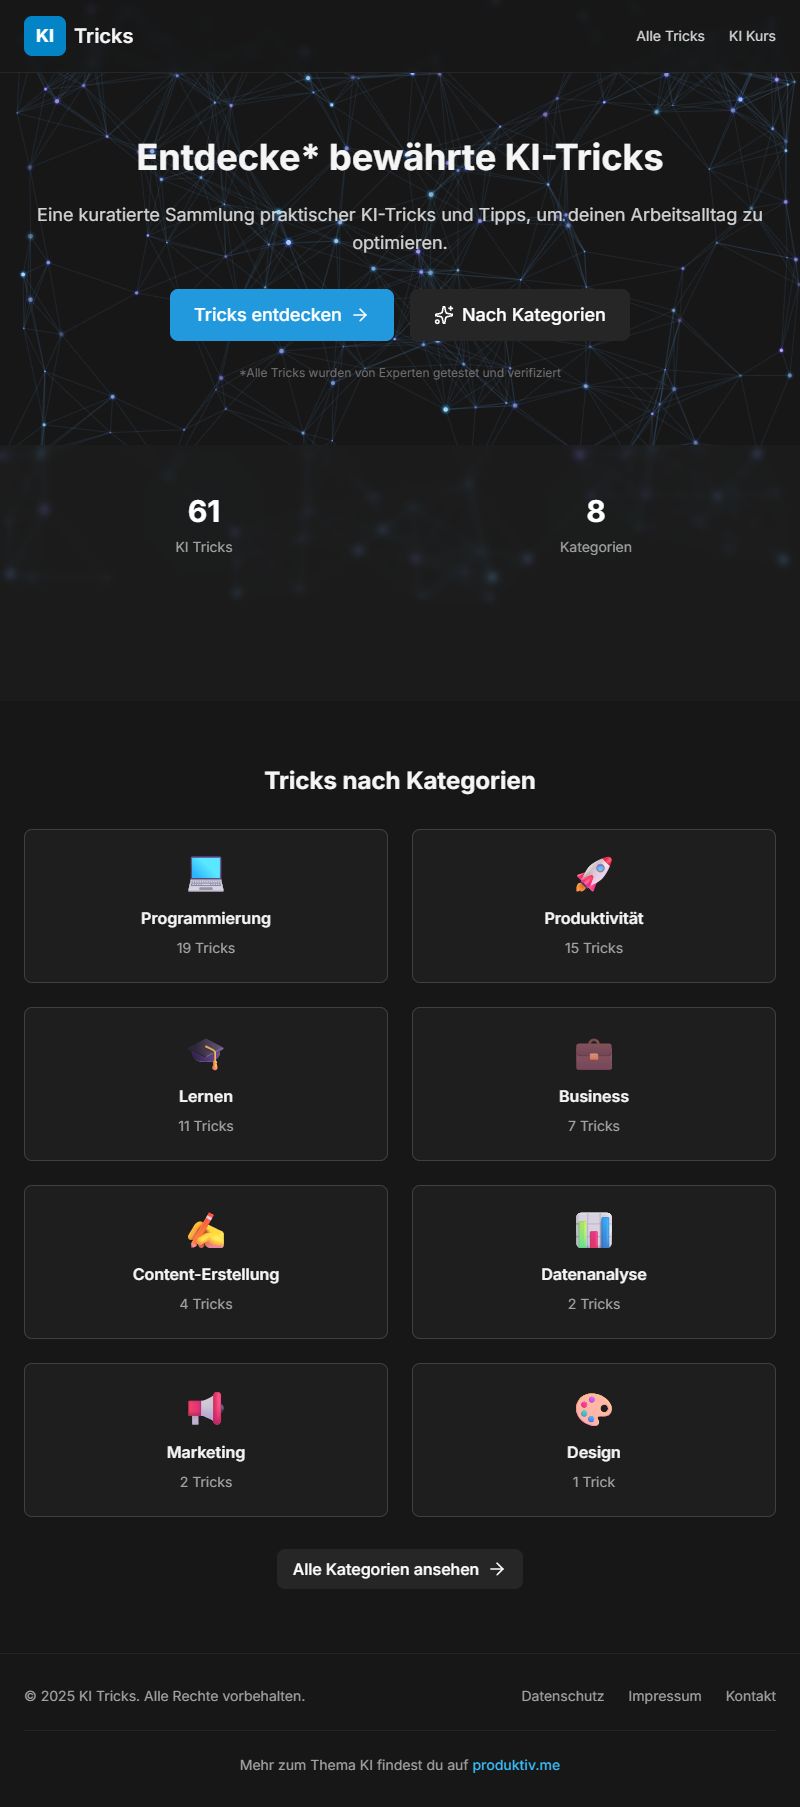 KI Tricks
Alle Tricks KI Kurs
Entdecke* bewährte KI-Tricks
Eine kuratierte Sammlung praktischer KI-Tricks und Tipps, um deinen Arbeitsalltag zu
optimieren.
Tricks entdecken → Nach Kategorien
*Alle Tricks wurden von Experten getestet und verifiziert
61 8
KI Tricks Kategorien
Tricks nach Kategorien
Programmierung Produktivität
19 Tricks 15 Tricks
Lernen Business
11 Tricks 7 Tricks
Content-Erstellung Datenanalyse
4 Tricks 2 Tricks
Marketing Design
2 Tricks 1 Trick
Alle Kategorien ansehen →
© 2025 KI Tricks. Alle Rechte vorbehalten. Datenschutz Impressum Kontakt
Mehr zum Thema KI findest du auf produktiv.me